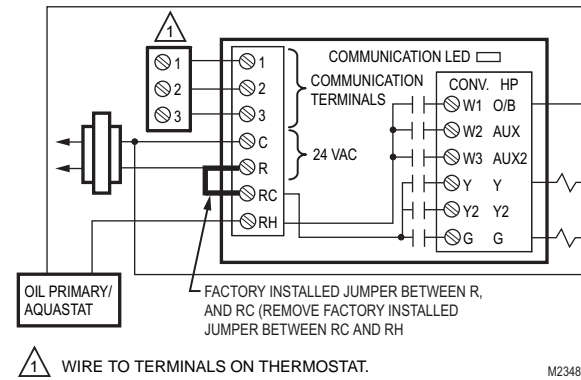 1
COMMUNICATION LED
1 1
2 2
3 3
COMMUNICATION
TERMINALS
CONV. HP
W1 O/B
W2 AUX
W3 AUX2
Y Y
Y2 Y2
G G
C
R
RC
RH
24 VAC
OIL PRIMARY/
AQUASTAT
FACTORY INSTALLED JUMPER BETWEEN R,
AND RC (REMOVE FACTORY INSTALLED
JUMPER BETWEEN RC AND RH
1 WIRE TO TERMINALS ON THERMOSTAT.
M2348